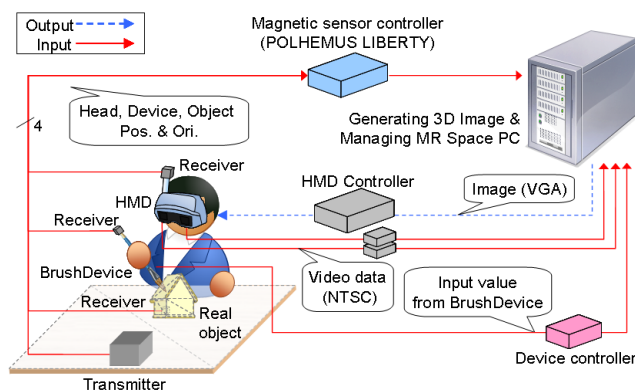 Output
Input
Magnetic sensor controller
(POLHEMUS LIBERTY)
4
Head, Device, Object
Pos. & Ori.
Generating 3D Image &
Managing MR Space PC
Receiver
HMD
HMD Controller
Image (VGA)
Receiver
BrushDevice
Video data
(NTSC)
Input value
from BrushDevice
Receiver
Real
object
Device controller
Transmitter